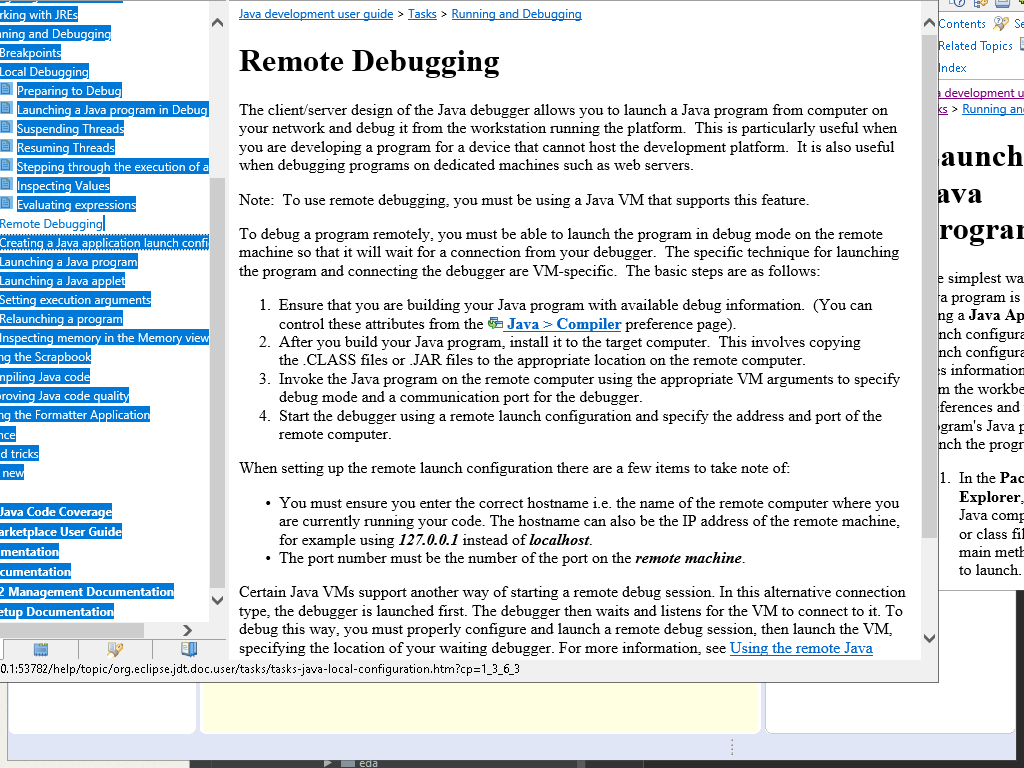 rking with JREs
ning and Debugging
Breakpoints
Local Debugging
Preparing to Debug
Launching a Java program in Debug
Suspending Threads
Resuming Threads
Stepping through the execution of a
Inspecting Values
Evaluating expressions
Remote Debugging
Creating a Java application launch confi
Launching a Java program
Launching a Java applet
Setting execution arguments
Relaunching a program
Inspecting memory in the Memory view
ng the Scrapbook
mpiling Java code
proving Java code quality
ng the Formatter Application
nce
d tricks
new
Java Code Coverage
arketplace User Guide
mentation
cumentation
2 Management Documentation
etup Documentation
Java development user guide > Tasks > Running and Debugging
Remote Debugging
The client/server design of the Java debugger allows you to launch a Java program from computer on
your network and debug it from the workstation running the platform.  This is particularly useful when
you are developing a program for a device that cannot host the development platform.  It is also useful
when debugging programs on dedicated machines such as web servers.
Note:  To use remote debugging, you must be using a Java VM that supports this feature.
To debug a program remotely, you must be able to launch the program in debug mode on the remote
machine so that it will wait for a connection from your debugger.  The specific technique for launching
the program and connecting the debugger are VM-specific.  The basic steps are as follows:
1. Ensure that you are building your Java program with available debug information.  (You can
control these attributes from the Java > Compiler preference page).
2. After you build your Java program, install it to the target computer.  This involves copying
the .CLASS files or .JAR files to the appropriate location on the remote computer.
3. Invoke the Java program on the remote computer using the appropriate VM arguments to specify
debug mode and a communication port for the debugger.
4. Start the debugger using a remote launch configuration and specify the address and port of the
remote computer.
When setting up the remote launch configuration there are a few items to take note of:
• You must ensure you enter the correct hostname i.e. the name of the remote computer where you
are currently running your code. The hostname can also be the IP address of the remote machine,
for example using 127.0.0.1 instead of localhost.
• The port number must be the number of the port on the remote machine.
Certain Java VMs support another way of starting a remote debug session. In this alternative connection
type, the debugger is launched first. The debugger then waits and listens for the VM to connect to it. To
debug this way, you must properly configure and launch a remote debug session, then launch the VM,
specifying the location of your waiting debugger. For more information, see Using the remote Java
0.1:53782/help/topic/org.eclipse.jdt.doc.user/tasks/tasks-java-local-configuration.htm?cp=1_3_6_3
Contents Se
Related Topics
Index
a development u
ks > Running an
aunch
ava
rogram
e simplest wa
va program is
ng a Java Ap
nch configura
nch configura
es information
m the workbe
ferences and
ogram's Java p
nch the progr
1. In the Pac
Explorer,
Java comp
or class fil
main meth
to launch.
eda